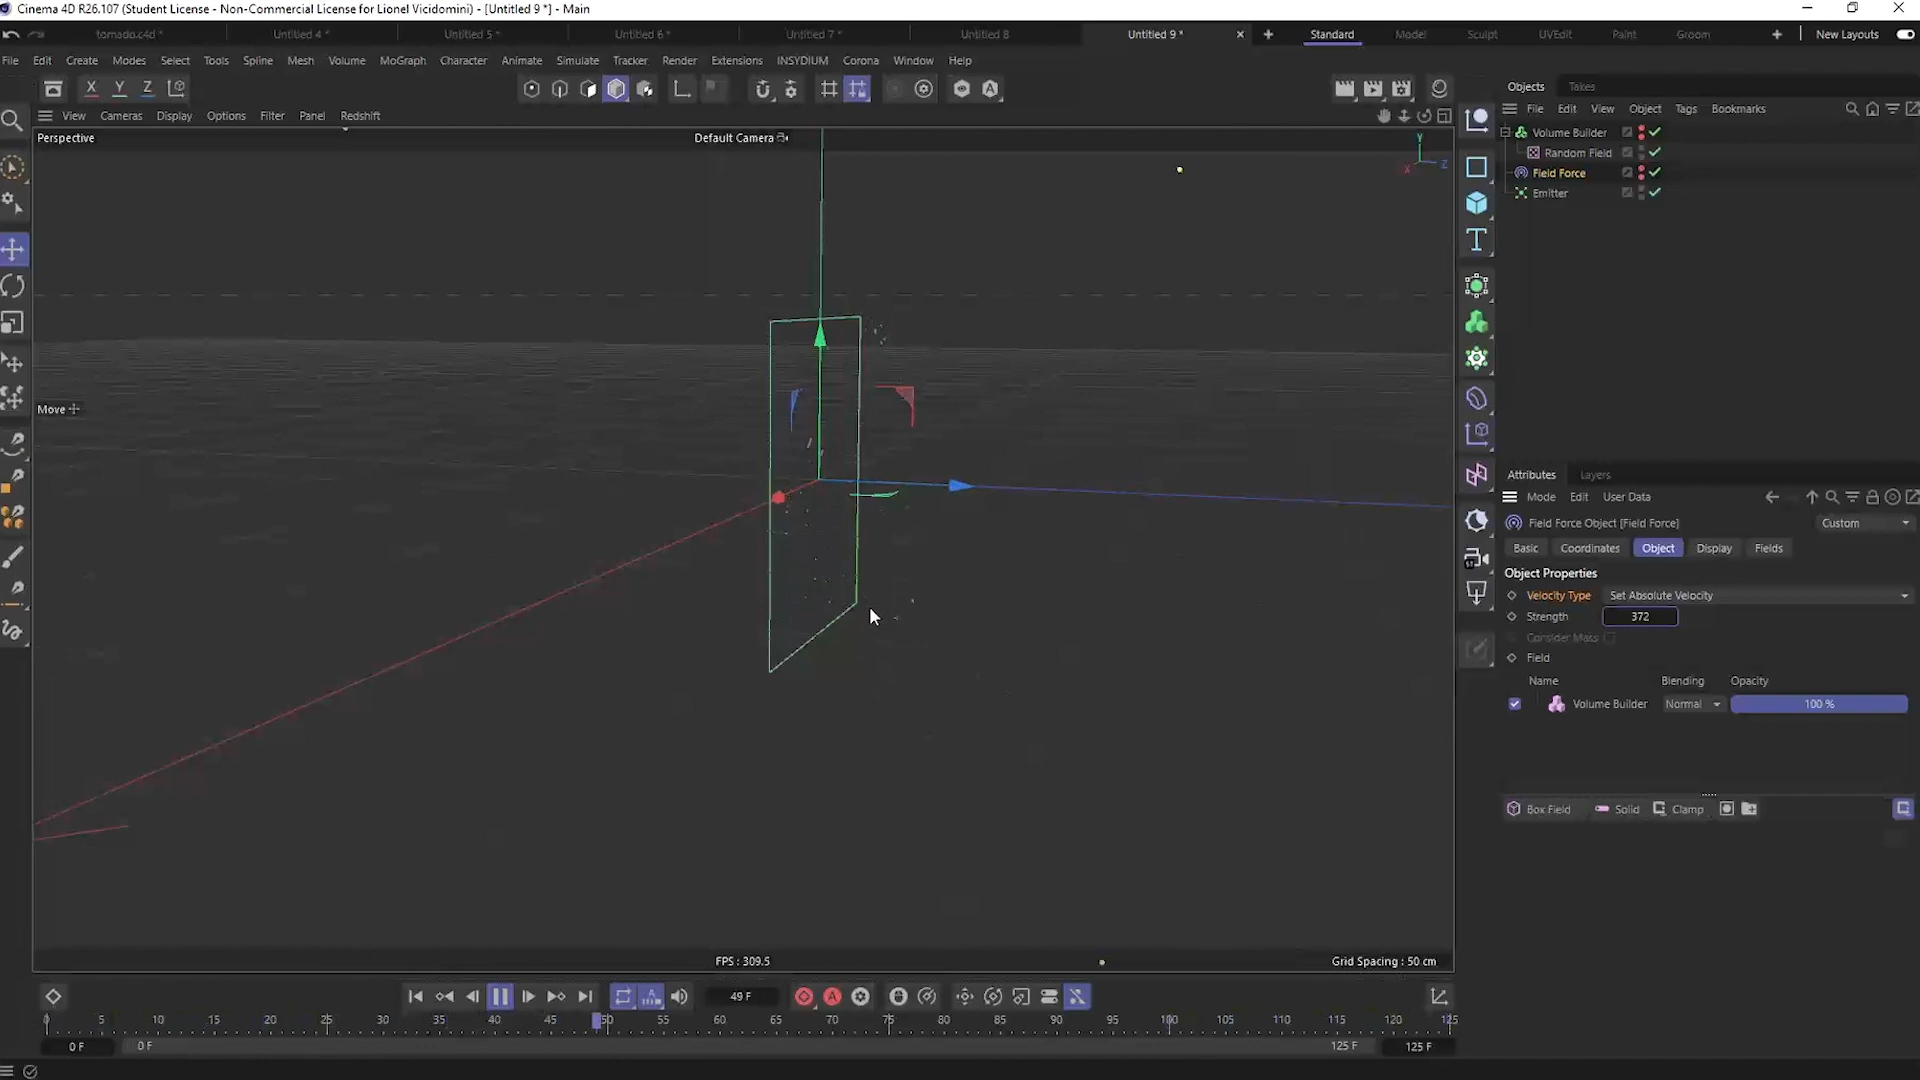 Cinema 4D R26.107 (Student License - Non-Commercial License for Lionel Vicidomini) - [Untitled 9 *] - Main
tornado.c4d * Untitled 4 * Untitled 5 * Untitled 6 * Untitled 7 * Untitled 8 Untitled 9 * Standard Model Sculpt UVEdit Paint Groom New Layouts
File Edit Create Modes Select Tools Spline Mesh Volume MoGraph Character Animate Simulate Tracker Render Extensions INSYDIUM Corona Window Help
X Y Z
View Cameras Display Options Filter Panel Redshift
Perspective
Default Camera
Y
X
Z
Move
FPS : 309.5
Grid Spacing : 50 cm
Objects Takes
File Edit View Object Tags Bookmarks
Volume Builder
Random Field
Field Force
Emitter
Attributes Layers
Mode Edit User Data
Field Force Object [Field Force]
Custom
Basic Coordinates Object Display Fields
Object Properties
Velocity Type Set Absolute Velocity
Strength 372
Consider Mass
Field
Name Blending Opacity
Volume Builder Normal 100 %
Box Field Solid Clamp
49 F
0 5 10 15 20 25 30 35 40 45 50 55 60 65 70 75 80 85 90 95 100 105 110 115 120 125
0 F 0 F 125 F 125 F